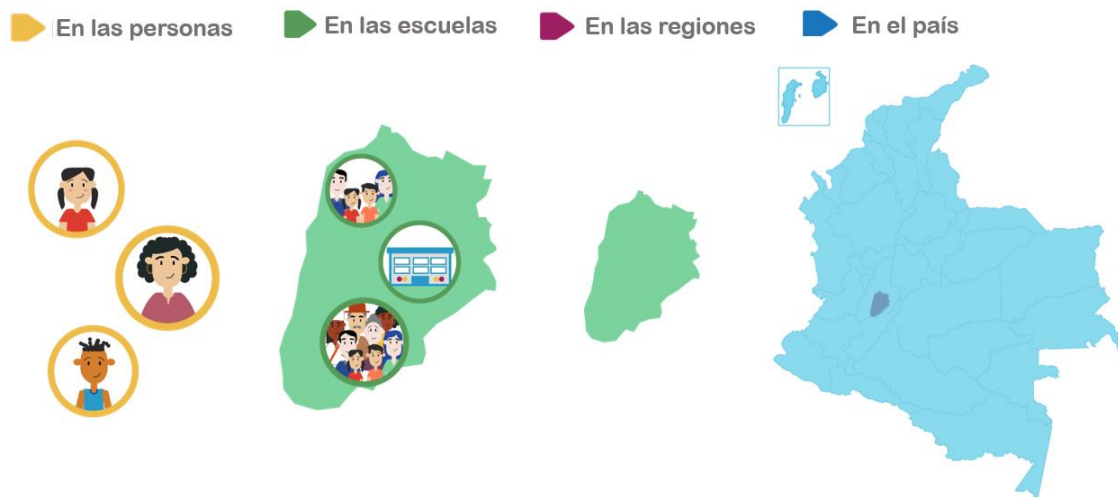 En las personas
En las escuelas
En las regiones
En el país